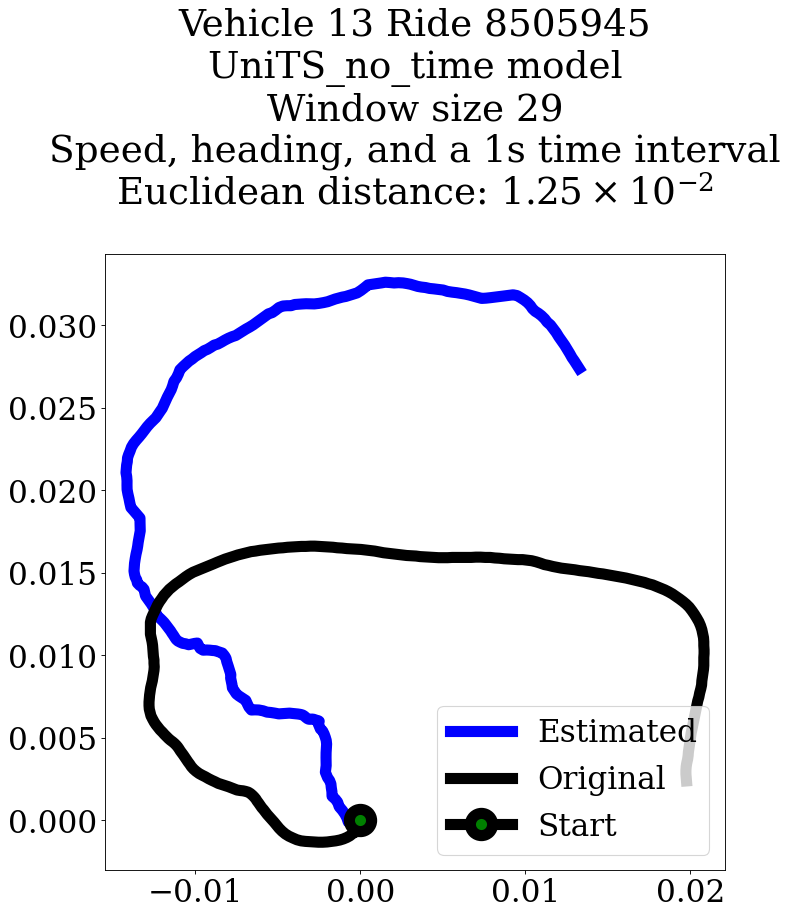 Vehicle 13 Ride 8505945
UniTS_no_time model
Window size 29
Speed, heading, and a 1s time interval
Euclidean distance: 1.25 × 10⁻²
0.030
0.025
0.020
0.015
0.010
0.005
0.000
−0.01
0.00
0.01
0.02
Estimated
Original
Start